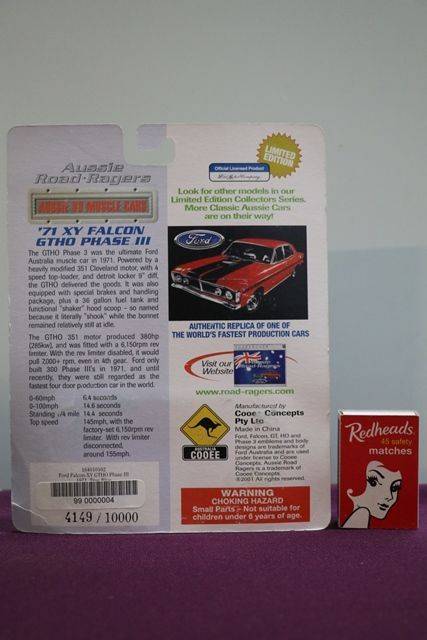 Aussie
Road-Ragers
AUSSIE V8 MUSCLE CARS
'71 XY FALCON
GTHO PHASE III
The GTHO Phase 3 was the ultimate Ford
Australia muscle car in 1971. Powered by a
heavily modified 351 Cleveland motor, with 4
speed top-loader, and detroit locker 9" diff,
the GTHO delivered the goods. It was also
equipped with special brakes and handling
package, plus a 36 gallon fuel tank and
functional "shaker" hood scoop – so named
because it literally "shook" while the bonnet
remained relatively still at idle.
The GTHO 351 motor produced 380hp
(285kw), and was fitted with a 6,150rpm rev
limiter. With the rev limiter disabled, it would
pull 7,000+ rpm, even in 4th gear. Ford only
built 300 Phase III's in 1971, and until
recently, they were still regarded as the
fastest four door production car in the world.
0-60mph 6.4 seconds
0-100mph 14.6 seconds
Standing 1/4 mile 14.4 seconds
Top speed 145mph, with the
factory-set 6,150rpm rev
limiter. With rev limiter
disconnected,
around 155mph.
Ford Falcon XY GTHO Phase III
99 0000004
4149 / 10000
LIMITED
EDITION
Official Licensed Product
Look for other models in our
Limited Edition Collectors Series.
More Classic Aussie Cars
are on their way!
Ford
AUTHENTIC REPLICA OF ONE OF
THE WORLD'S FASTEST PRODUCTION CARS
Visit our
Website
www.road-ragers.com
AUSTRALIA
COOEE
Manufactured by
Cooee Concepts
Pty Ltd
Made in China
Ford, Falcon, GT, HO and
Phase 3 emblems and body
designs are trademarks of
Ford Australia and are used
under license to Cooee
Concepts. Aussie Road
Ragers is a trademark of
Cooee Concepts.
©2001 All rights reserved.
WARNING
CHOKING HAZARD
Small Parts - Not suitable for
children under 6 years of age.
Redheads
45 safety
matches